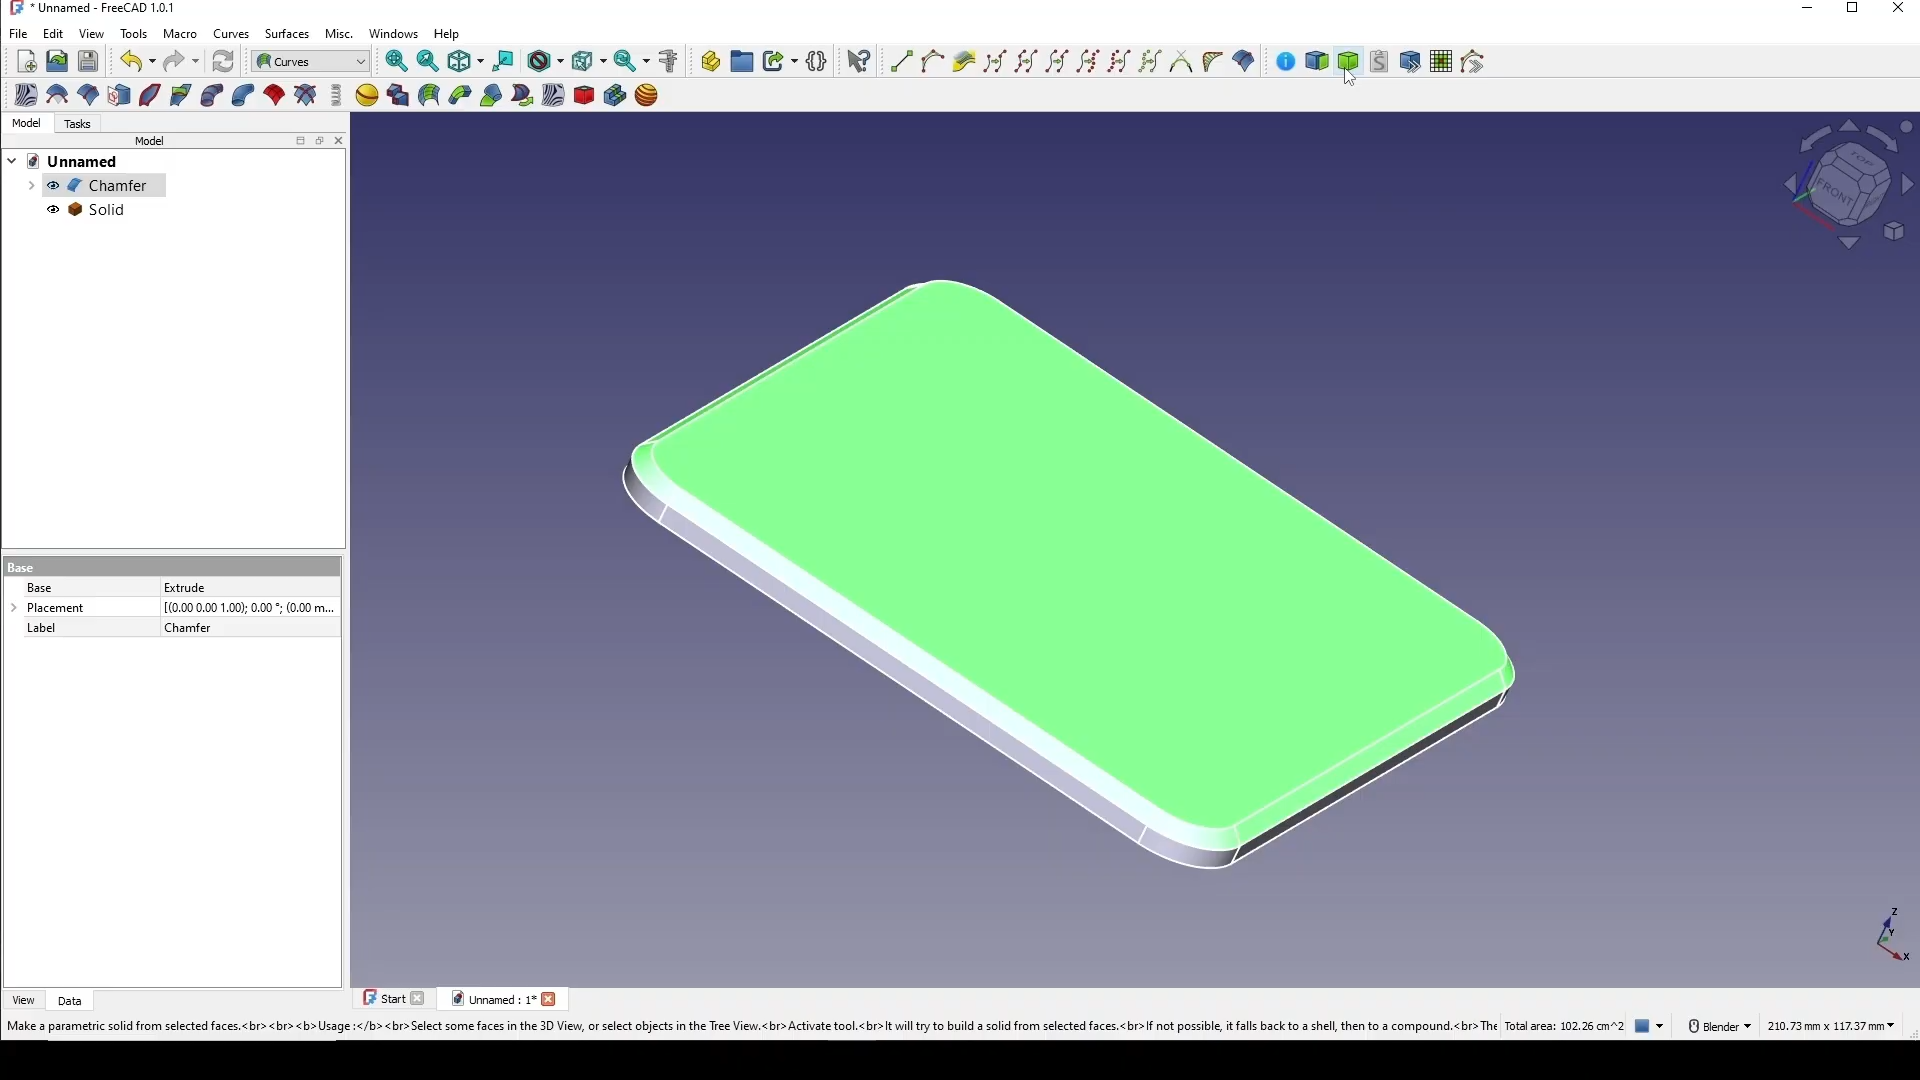 * Unnamed - FreeCAD 1.0.1
File Edit View Tools Macro Curves Surfaces Misc. Windows Help
Curves
Model Tasks
Model
Unnamed
Chamfer
Solid
TOP
FRONT
Base
Base Extrude
Placement [(0.00 0.00 1.00); 0.00 °; (0.00 m...
Label Chamfer
Z
Y
X
View Data
Start Unnamed : 1*
Make a parametric solid from selected faces.<br><br><b>Usage :</b><br>Select some faces in the 3D View, or select objects in the Tree View.<br>Activate tool.<br>It will try to build a solid from selected faces.<br>If not possible, it falls back to a shell, then to a compound.<br> The Total area: 102.26 cm^2 Blender 210.73 mm x 117.37 mm